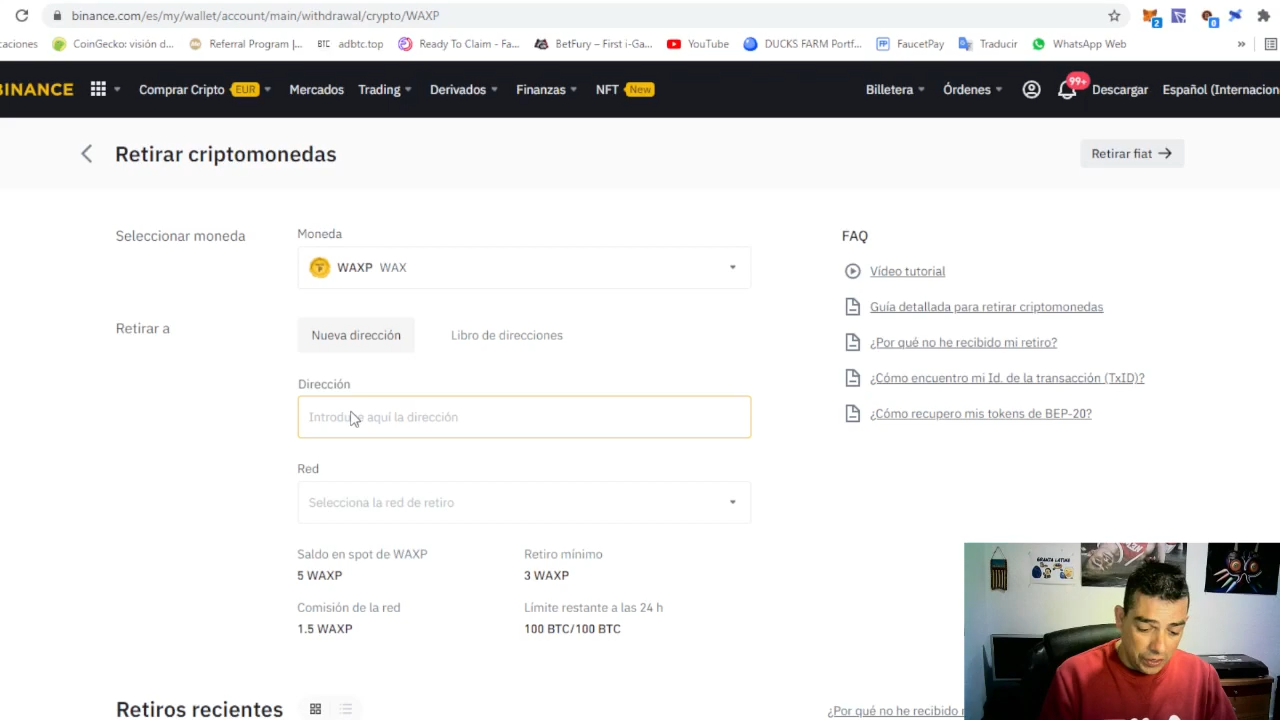 binance.com/es/my/wallet/account/main/withdrawal/crypto/WAXP
2
0
caciones
CoinGecko: visión d...
Referral Program |...
BTC adbtc.top
Ready To Claim - Fa...
BetFury – First i-Ga...
YouTube
DUCKS FARM Portf...
FP FaucetPay
Traducir
WhatsApp Web
»
BINANCE
Comprar Cripto EUR
Mercados
Trading
Derivados
Finanzas
NFT New
Billetera
Órdenes
99+
Descargar
Español (Internacion
Retirar criptomonedas
Retirar fiat →
Seleccionar moneda
Moneda
WAXP WAX
Retirar a
Nueva dirección
Libro de direcciones
Dirección
Introduce aquí la dirección
Red
Selecciona la red de retiro
Saldo en spot de WAXP
5 WAXP
Retiro mínimo
3 WAXP
Comisión de la red
1.5 WAXP
Límite restante a las 24 h
100 BTC/100 BTC
FAQ
Vídeo tutorial
Guía detallada para retirar criptomonedas
¿Por qué no he recibido mi retiro?
¿Cómo encuentro mi Id. de la transacción (TxID)?
¿Cómo recupero mis tokens de BEP-20?
Retiros recientes
¿Por qué no he recibido